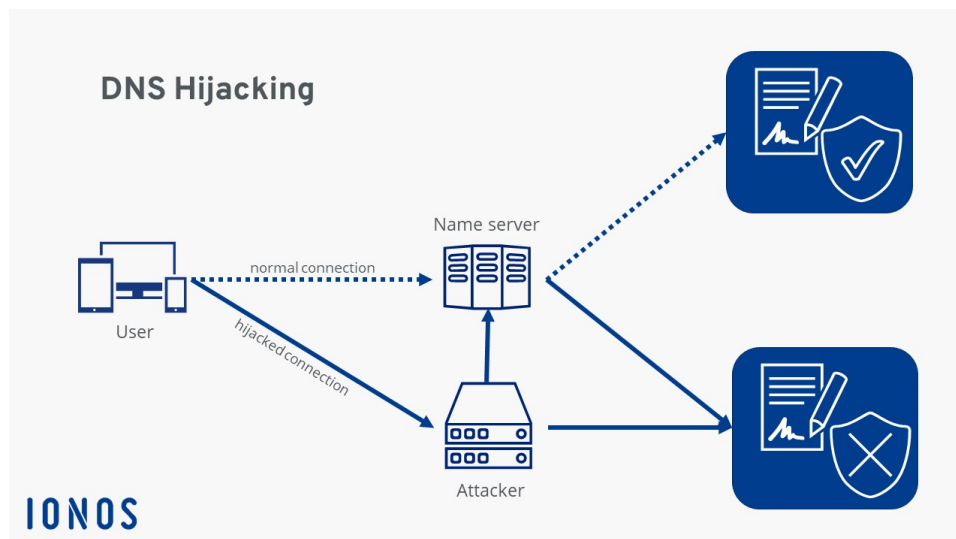 DNS Hijacking
Name server
normal connection
User
hijacked connection
Attacker
IONOS